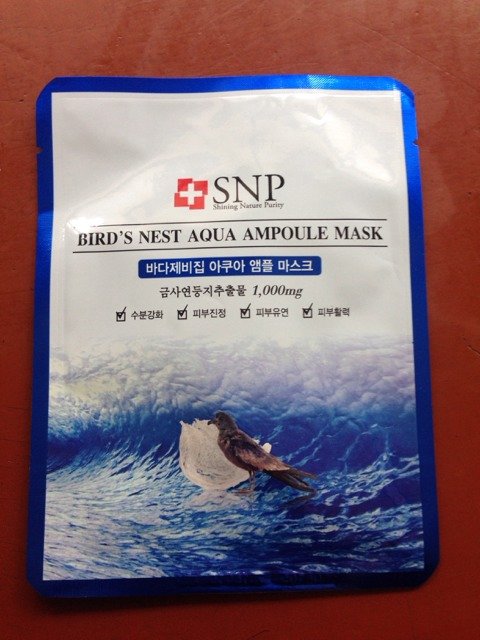 SNP
Shining Nature Purity
BIRD'S NEST AQUA AMPOULE MASK
바다제비집 아쿠아 앰플 마스크
금사연둥지추출물 1,000mg
수분강화 피부진정 피부유연 피부활력